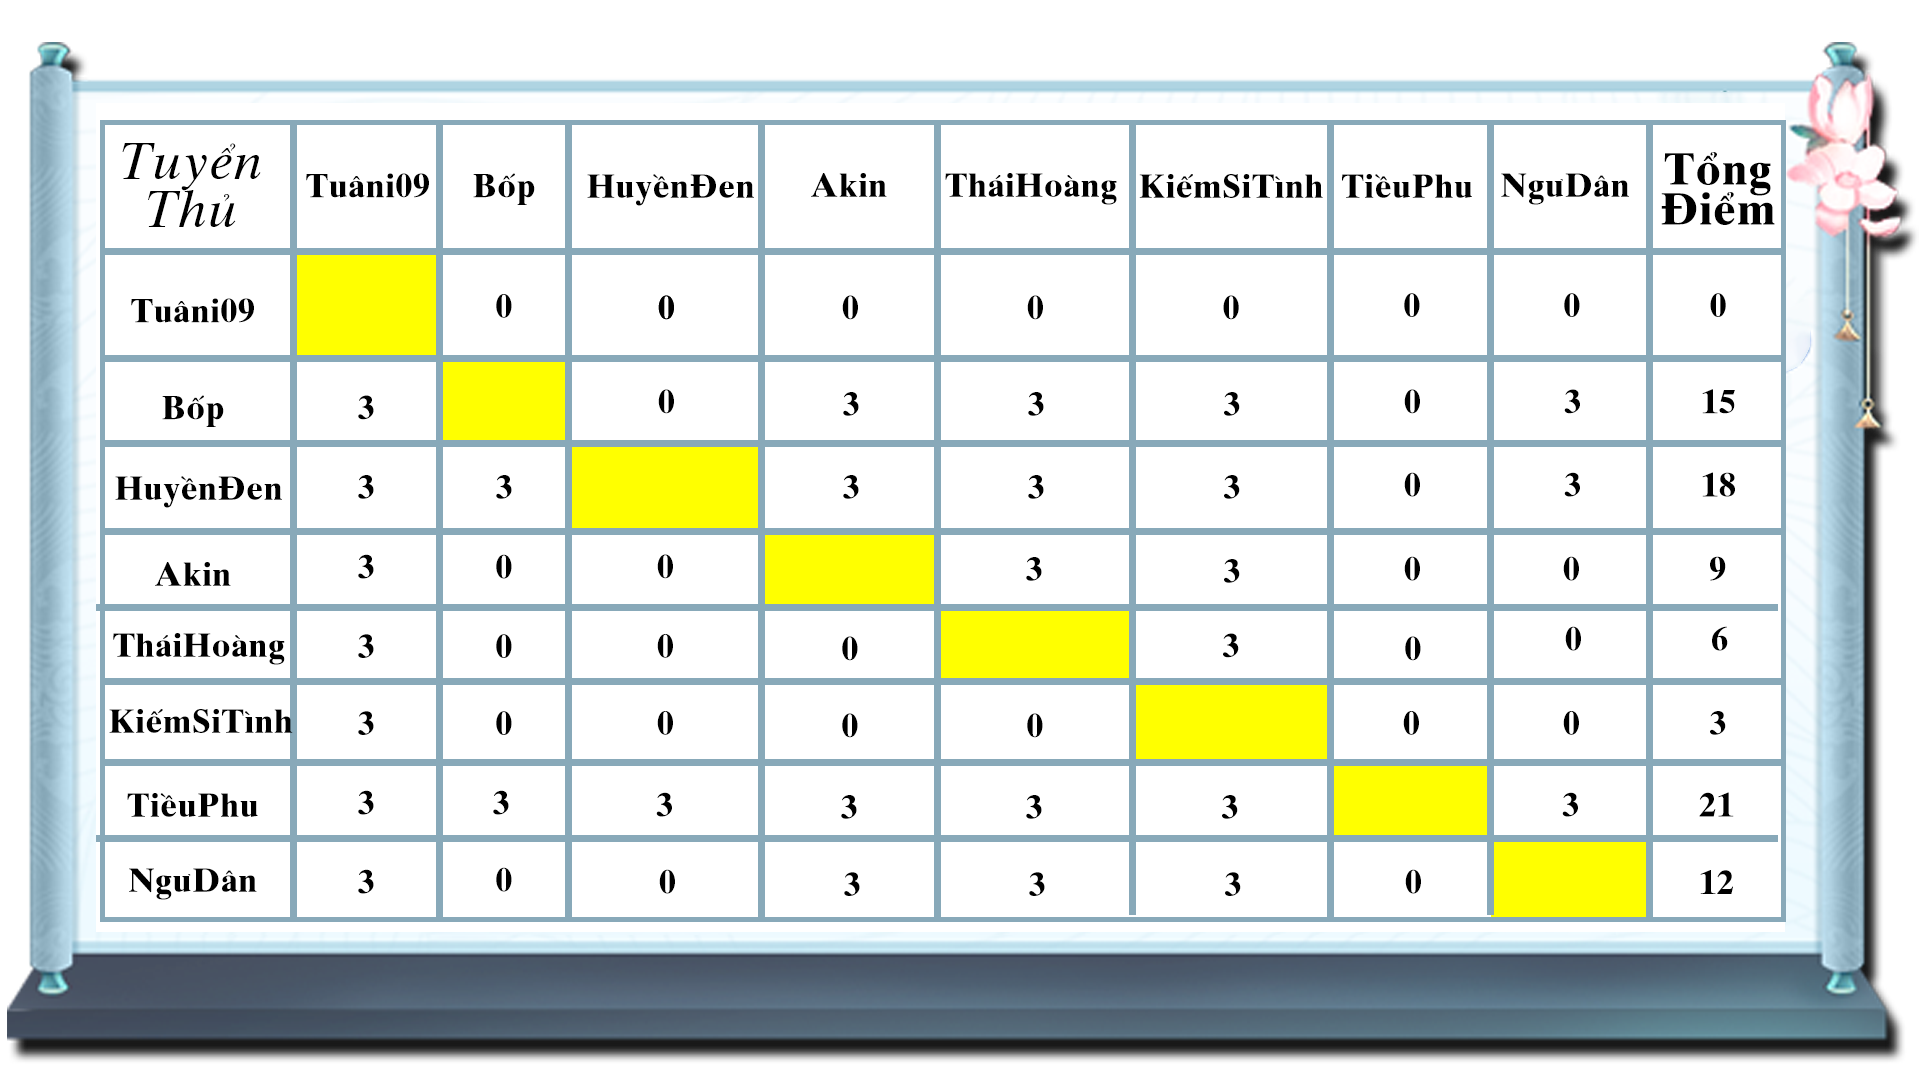 Tuyển Thủ Tuâni09 Bốp HuyềnĐen Akin TháiHoàng KiếmSiTình TiềuPhu NgưDân Tổng Điểm
Tuâni09 0 0 0 0 0 0 0 0
Bốp 3 0 3 3 3 0 3 15
HuyềnĐen 3 3 3 3 3 0 3 18
Akin 3 0 0 3 3 0 0 9
TháiHoàng 3 0 0 0 3 0 0 6
KiếmSiTình 3 0 0 0 0 0 0 3
TiềuPhu 3 3 3 3 3 3 3 21
NgưDân 3 0 0 3 3 3 0 12